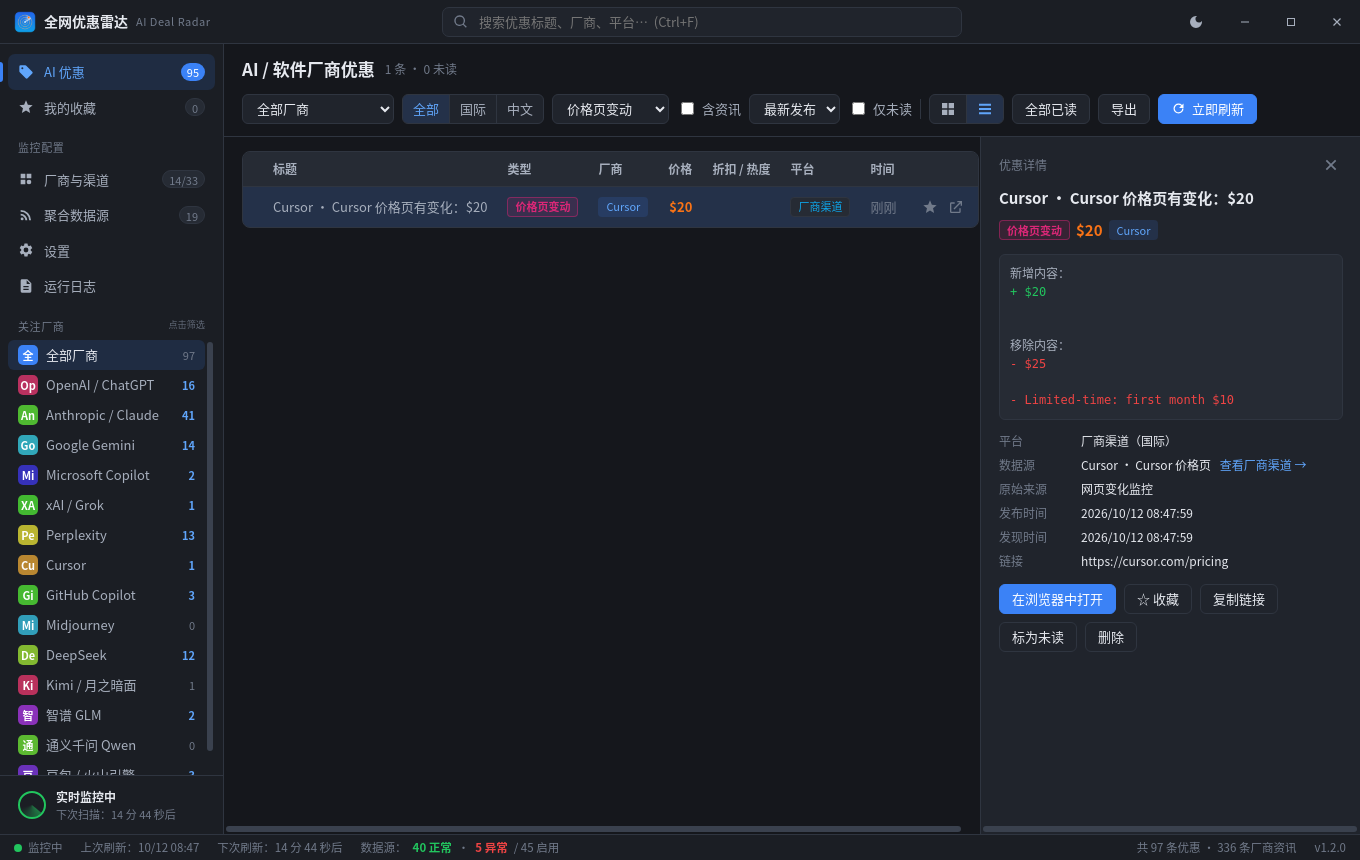 全网优惠雷达 AI Deal Radar
搜索优惠标题、厂商、平台… (Ctrl+F)
AI 优惠 95
我的收藏 0
监控配置
厂商与渠道 14/33
聚合数据源 19
设置
运行日志
关注厂商 点击筛选
全 全部厂商 97
Op OpenAI / ChatGPT 16
An Anthropic / Claude 41
Go Google Gemini 14
Mi Microsoft Copilot 2
XA xAI / Grok 1
Pe Perplexity 13
Cu Cursor 1
Gi GitHub Copilot 3
Mi Midjourney 0
De DeepSeek 12
Ki Kimi / 月之暗面 1
智 智谱 GLM 2
通 通义千问 Qwen 0
豆 豆包 / 火山引擎
实时监控中
下次扫描：14 分 44 秒后
AI / 软件厂商优惠 1 条 · 0 未读
全部厂商 全部 国际 中文 价格页变动 含资讯 最新发布 仅未读 全部已读 导出 立即刷新
标题 类型 厂商 价格 折扣 / 热度 平台 时间
Cursor · Cursor 价格页有变化：$20 价格页变动 Cursor $20 厂商渠道 刚刚
优惠详情
Cursor · Cursor 价格页有变化：$20
价格页变动 $20 Cursor
新增内容：
+ $20
移除内容：
- $25
- Limited-time: first month $10
平台 厂商渠道（国际）
数据源 Cursor · Cursor 价格页 查看厂商渠道 →
原始来源 网页变化监控
发布时间 2026/10/12 08:47:59
发现时间 2026/10/12 08:47:59
链接 https://cursor.com/pricing
在浏览器中打开 ☆ 收藏 复制链接
标为未读 删除
监控中 上次刷新：10/12 08:47 下次刷新：14 分 44 秒后 数据源： 40 正常 · 5 异常 / 45 启用 共 97 条优惠 · 336 条厂商资讯 v1.2.0